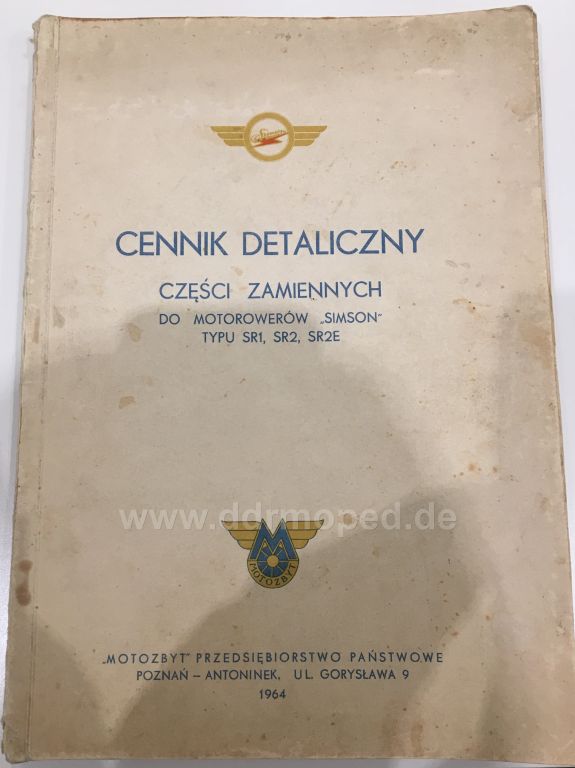 Simson
CENNIK DETALICZNY
CZĘŚCI ZAMIENNYCH
DO MOTOROWERÓW „SIMSON"
TYPU SR1, SR2, SR2E
www.ddrmoped.de
M
MOTOZBYT
„MOTOZBYT" PRZEDSIĘBIORSTWO PAŃSTWOWE
POZNAŃ – ANTONINEK, UL. GORYSŁAWA 9
1964